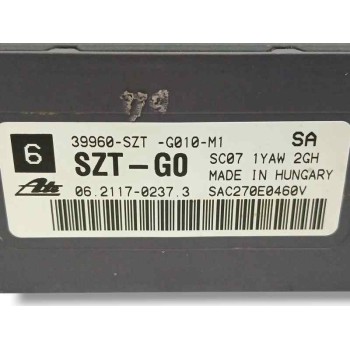 6 39960-SZT -G010-M1 SA
SZT-G0 SC07 1YAW 2GH
MADE IN HUNGARY
Ate 06.2117-0237.3 SAC270E0460V